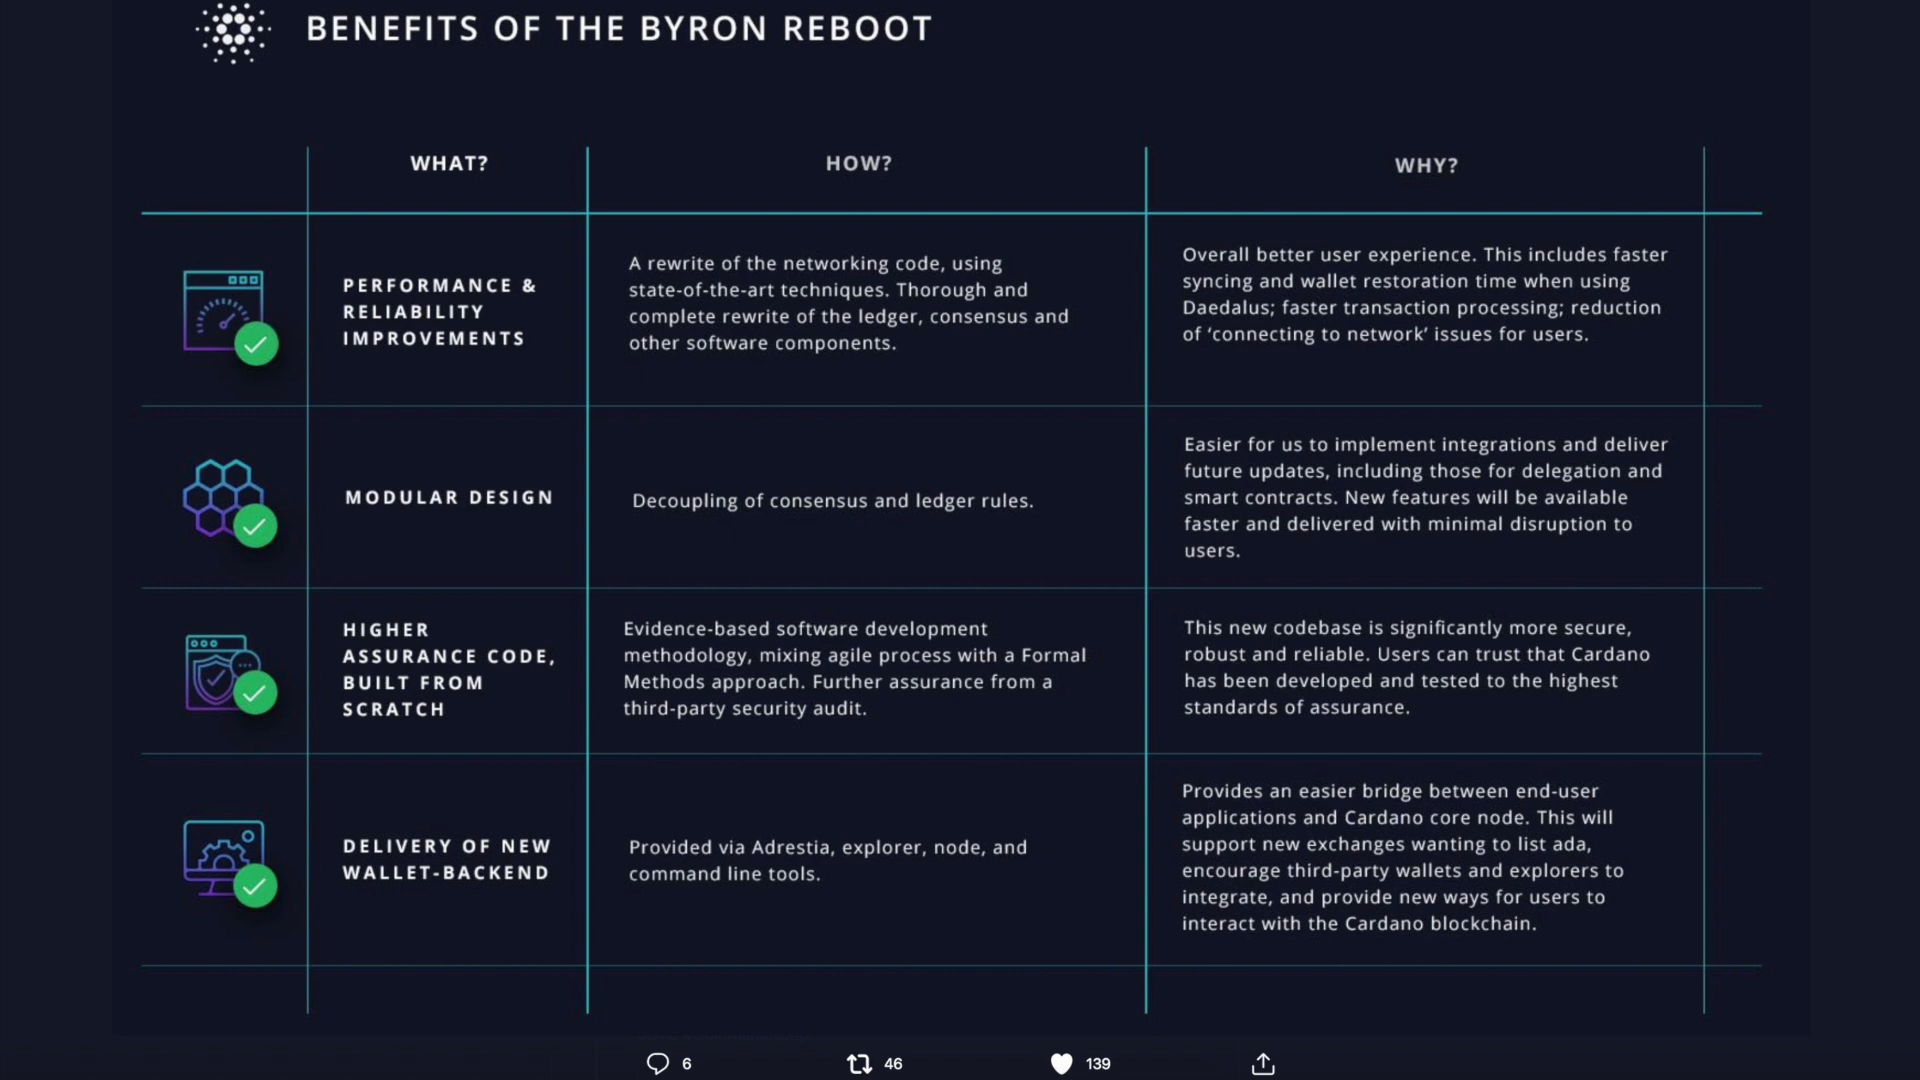 BENEFITS OF THE BYRON REBOOT
WHAT?
HOW?
WHY?
PERFORMANCE &
RELIABILITY
IMPROVEMENTS
A rewrite of the networking code, using
state-of-the-art techniques. Thorough and
complete rewrite of the ledger, consensus and
other software components.
Overall better user experience. This includes faster
syncing and wallet restoration time when using
Daedalus; faster transaction processing; reduction
of ‘connecting to network’ issues for users.
MODULAR DESIGN
Decoupling of consensus and ledger rules.
Easier for us to implement integrations and deliver
future updates, including those for delegation and
smart contracts. New features will be available
faster and delivered with minimal disruption to
users.
HIGHER
ASSURANCE CODE,
BUILT FROM
SCRATCH
Evidence-based software development
methodology, mixing agile process with a Formal
Methods approach. Further assurance from a
third-party security audit.
This new codebase is significantly more secure,
robust and reliable. Users can trust that Cardano
has been developed and tested to the highest
standards of assurance.
DELIVERY OF NEW
WALLET-BACKEND
Provided via Adrestia, explorer, node, and
command line tools.
Provides an easier bridge between end-user
applications and Cardano core node. This will
support new exchanges wanting to list ada,
encourage third-party wallets and explorers to
integrate, and provide new ways for users to
interact with the Cardano blockchain.
6
46
139